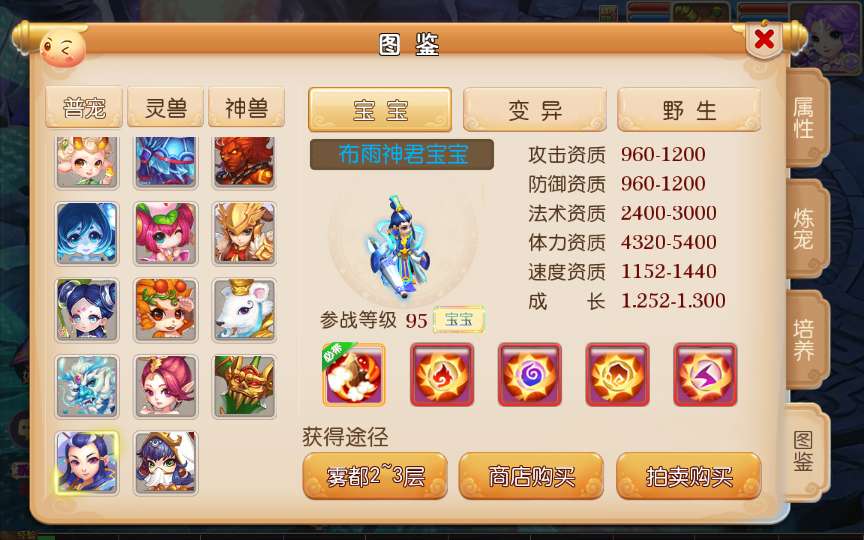 图 鉴
普宠 灵兽 神兽
宝 宝 变 异 野 生
属性
炼宠
培养
图鉴
布雨神君宝宝
攻击资质 960-1200
防御资质 960-1200
法术资质 2400-3000
体力资质 4320-5400
速度资质 1152-1440
成 长 1.252-1.300
参战等级 95 宝宝
必带
获得途径
雾都2~3层 商店购买 拍卖购买